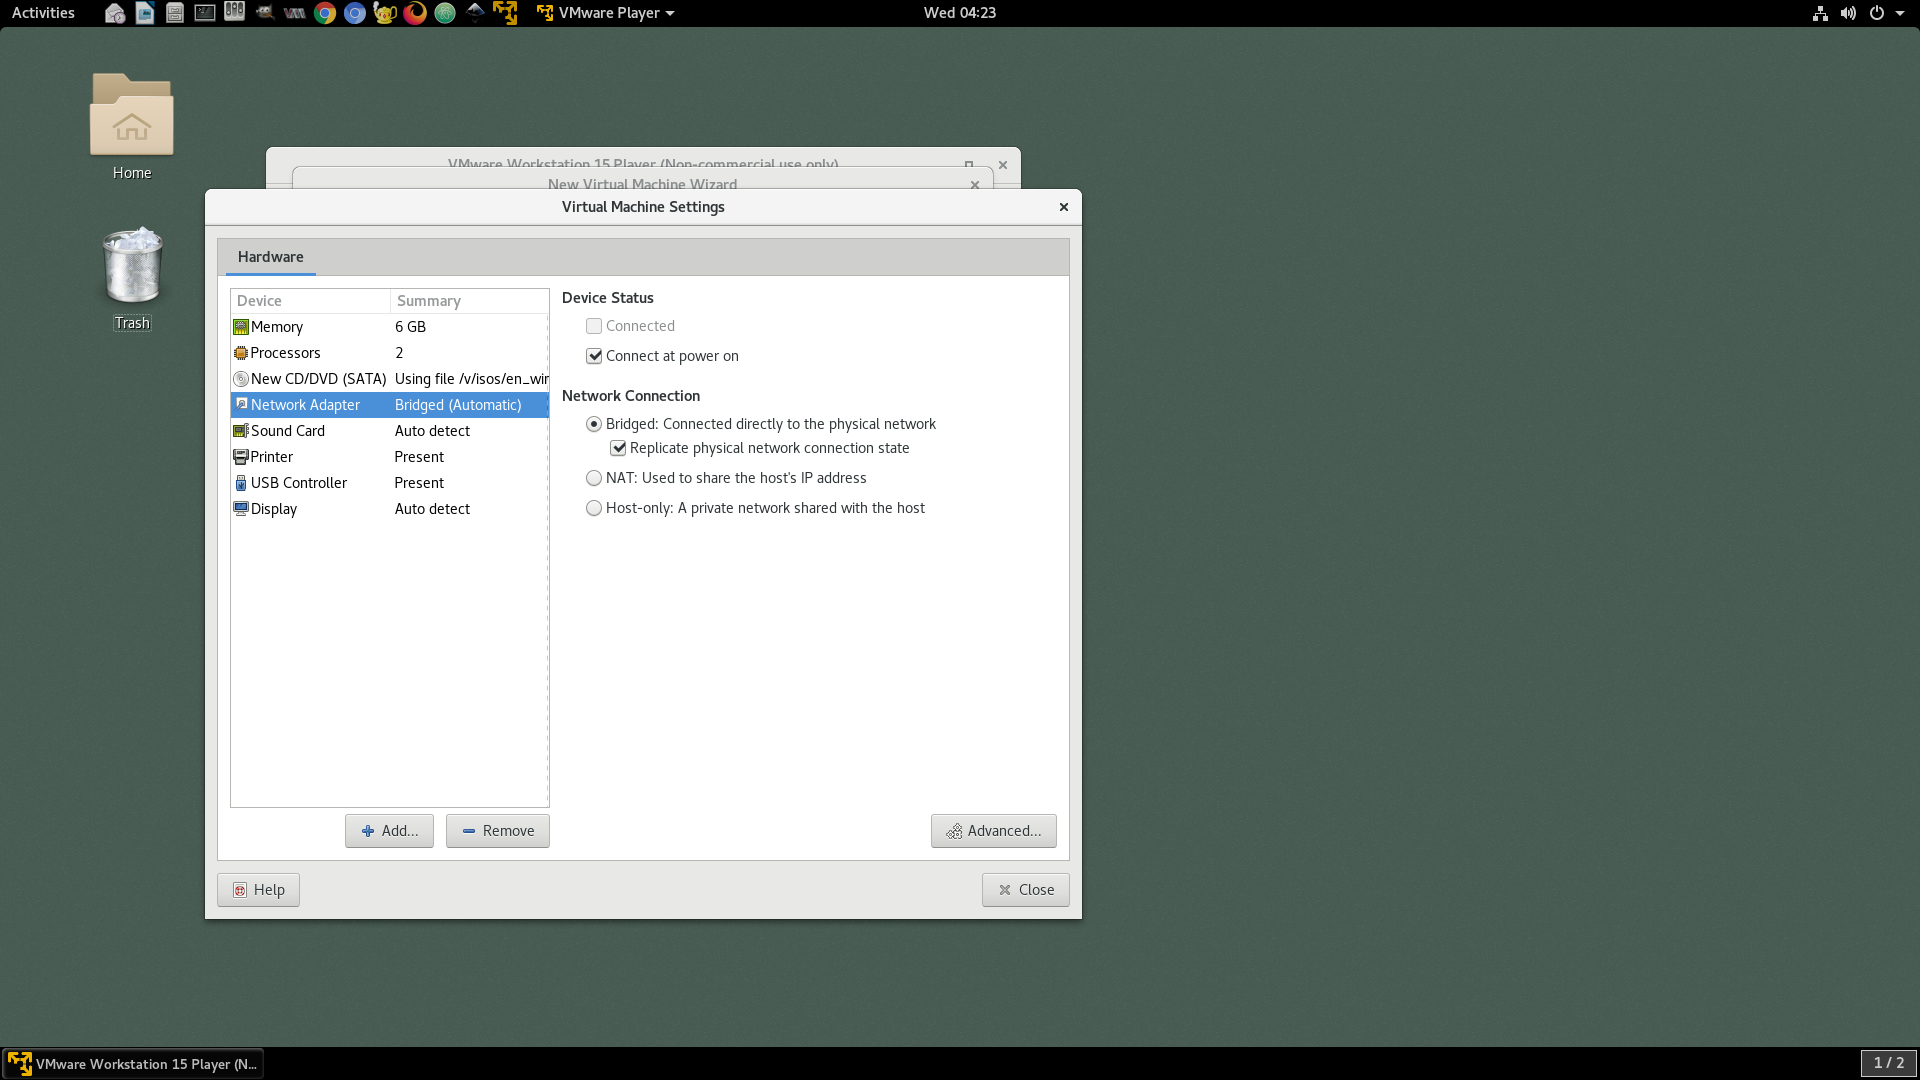 Activities
VMware Player
Wed 04:23
Home
Trash
VMware Workstation 15 Player (Non-commercial use only)
New Virtual Machine Wizard
Virtual Machine Settings
Hardware
Device Summary
Memory 6 GB
Processors 2
New CD/DVD (SATA) Using file /v/isos/en_wir
Network Adapter Bridged (Automatic)
Sound Card Auto detect
Printer Present
USB Controller Present
Display Auto detect
Add...
Remove
Device Status
Connected
Connect at power on
Network Connection
Bridged: Connected directly to the physical network
Replicate physical network connection state
NAT: Used to share the host's IP address
Host-only: A private network shared with the host
Advanced...
Help
Close
VMware Workstation 15 Player (N...
1 / 2